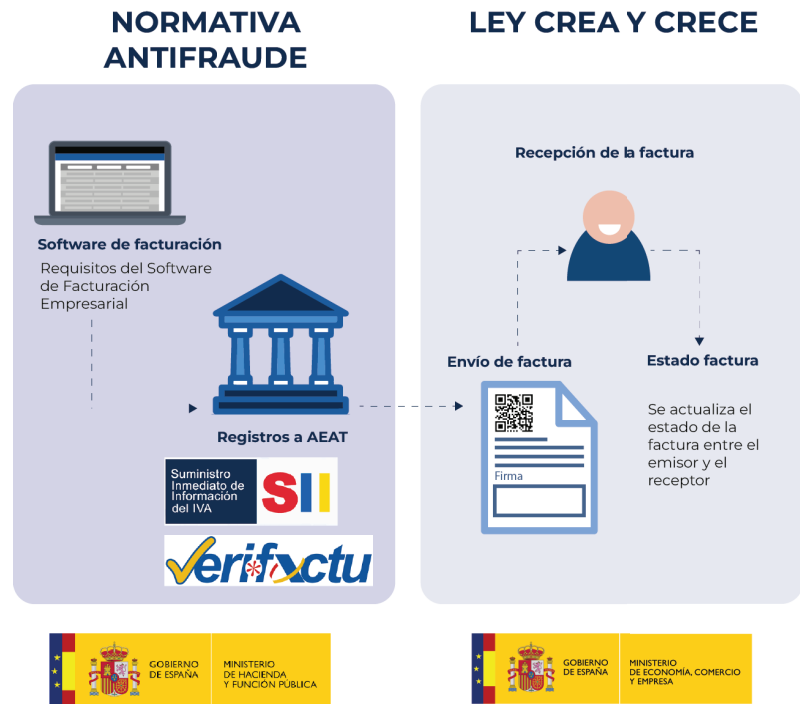 NORMATIVA
ANTIFRAUDE
Software de facturación
Requisitos del Software
de Facturación
Empresarial
Registros a AEAT
Suministro
Inmediato de
Información
del IVA
SII
Verifactu
GOBIERNO
DE ESPAÑA
MINISTERIO
DE HACIENDA
Y FUNCIÓN PÚBLICA
LEY CREA Y CRECE
Recepción de la factura
Envío de factura
Firma
Estado factura
Se actualiza el
estado de la
factura entre el
emisor y el
receptor
GOBIERNO
DE ESPAÑA
MINISTERIO
DE ECONOMÍA, COMERCIO
Y EMPRESA